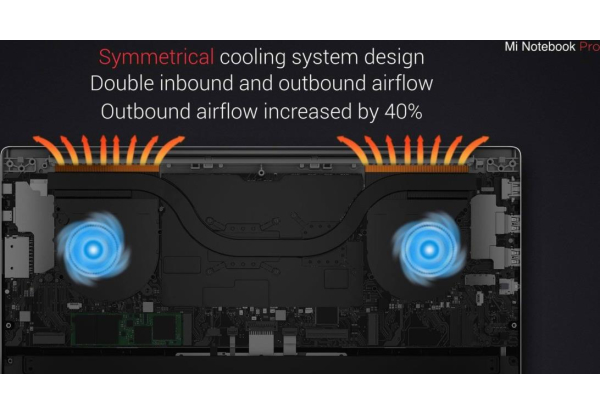 Mi Notebook Pro
Symmetrical cooling system design
Double inbound and outbound airflow
Outbound airflow increased by 40%